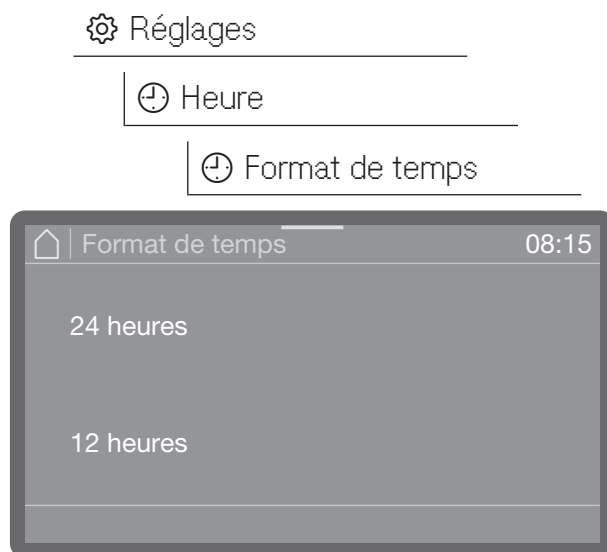 Réglages
Heure
Format de temps
Format de temps 08:15
24 heures
12 heures